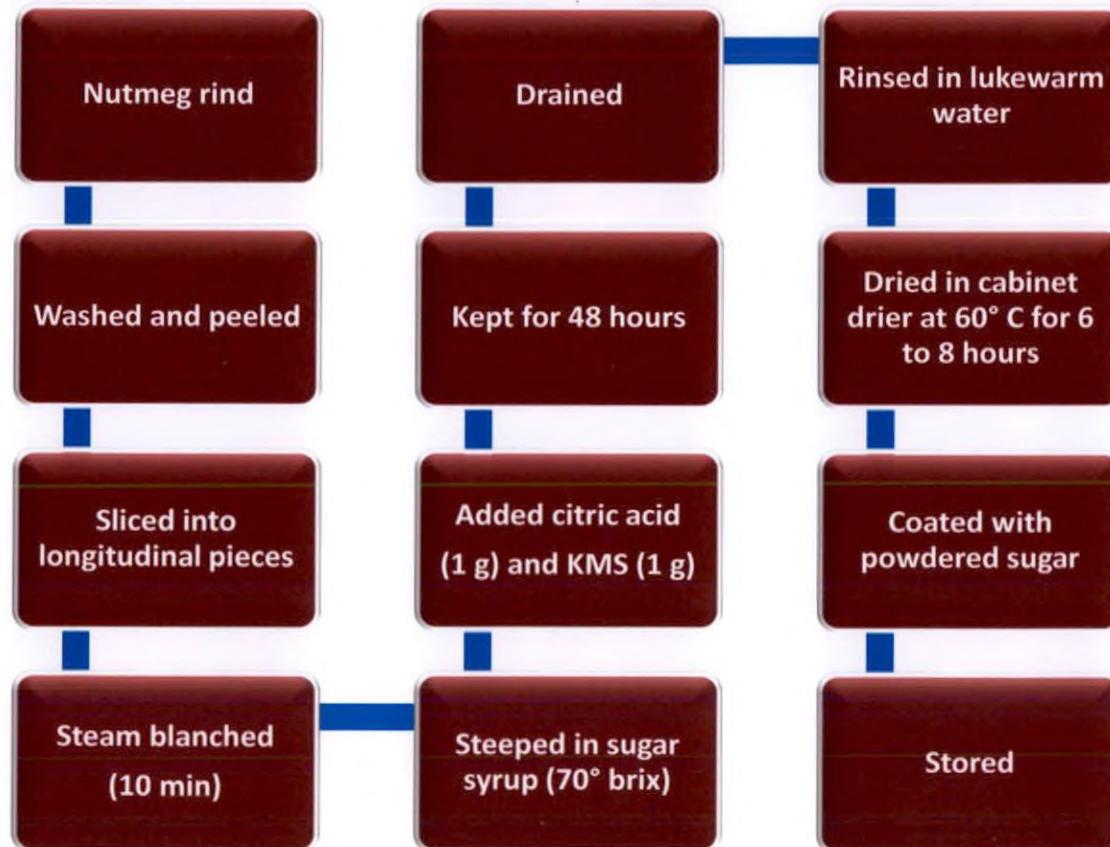 Nutmeg rind
Washed and peeled
Sliced into
longitudinal pieces
Steam blanched
(10 min)
Steeped in sugar
syrup (70° brix)
Added citric acid
(1 g) and KMS (1 g)
Kept for 48 hours
Drained
Rinsed in lukewarm
water
Dried in cabinet
drier at 60° C for 6
to 8 hours
Coated with
powdered sugar
Stored